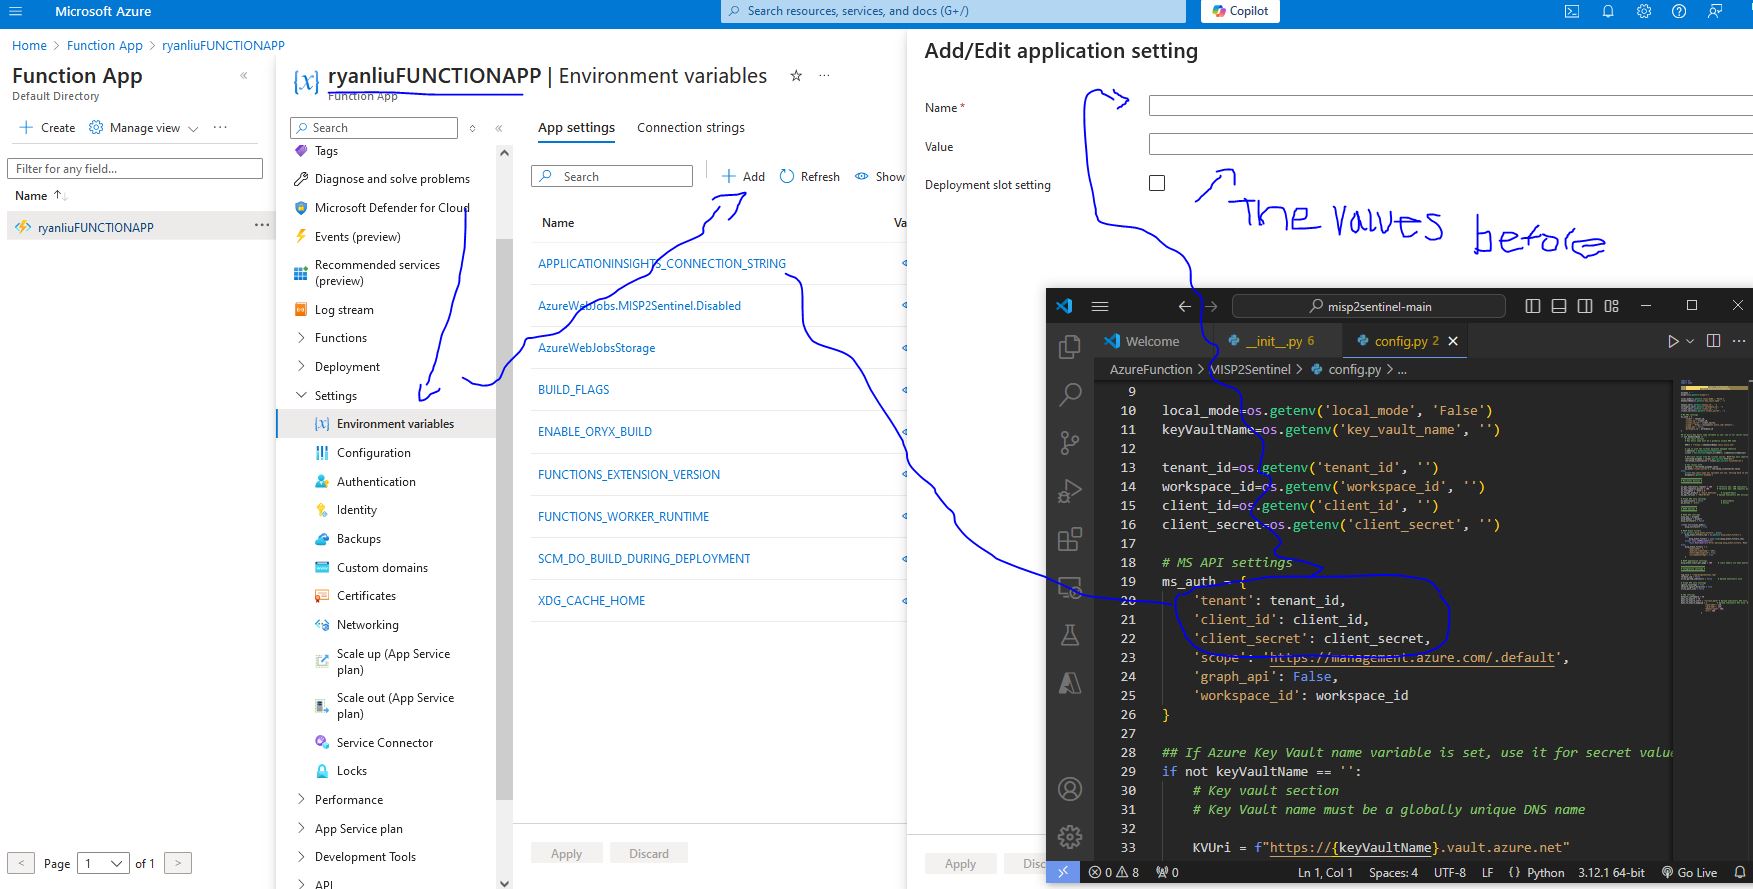 Microsoft Azure
Search resources, services, and docs (G+/)
Copilot
Home > Function App > ryanliuFUNCTIONAPP
Function App
Default Directory
Create
Manage view
Filter for any field...
Name
ryanliuFUNCTIONAPP
Page 1 of 1
ryanliuFUNCTIONAPP | Environment variables
Function App
Search
Tags
Diagnose and solve problems
Microsoft Defender for Cloud
Events (preview)
Recommended services
(preview)
Log stream
Functions
Deployment
Settings
Environment variables
Configuration
Authentication
Identity
Backups
Custom domains
Certificates
Networking
Scale up (App Service
plan)
Scale out (App Service
plan)
Service Connector
Locks
Performance
App Service plan
Development Tools
API
App settings
Connection strings
Search
Add
Refresh
Show
Name
Va
APPLICATIONINSIGHTS_CONNECTION_STRING
AzureWebJobs.MISP2Sentinel.Disabled
AzureWebJobsStorage
BUILD_FLAGS
ENABLE_ORYX_BUILD
FUNCTIONS_EXTENSION_VERSION
FUNCTIONS_WORKER_RUNTIME
SCM_DO_BUILD_DURING_DEPLOYMENT
XDG_CACHE_HOME
Apply
Discard
Add/Edit application setting
Name *
Value
Deployment slot setting
The values before
Apply
Disc
misp2sentinel-main
Welcome
__init__.py 6
config.py 2
AzureFunction > MISP2Sentinel > config.py > ...
9
10 local_mode=os.getenv('local_mode', 'False')
11 keyVaultName=os.getenv('key_vault_name', '')
12
13 tenant_id=os.getenv('tenant_id', '')
14 workspace_id=os.getenv('workspace_id', '')
15 client_id=os.getenv('client_id', '')
16 client_secret=os.getenv('client_secret', '')
17
18 # MS API settings
19 ms_auth = {
20 'tenant': tenant_id,
21 'client_id': client_id,
22 'client_secret': client_secret,
23 'scope': 'https://management.azure.com/.default',
24 'graph_api': False,
25 'workspace_id': workspace_id
26 }
27
28 ## If Azure Key Vault name variable is set, use it for secret valu
29 if not keyVaultName == '':
30 # Key vault section
31 # Key Vault name must be a globally unique DNS name
32
33 KVUri = f"https://{keyVaultName}.vault.azure.net"
0 8 0 Ln 1, Col 1 Spaces: 4 UTF-8 LF {} Python 3.12.1 64-bit Go Live